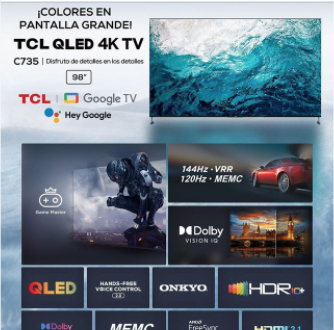 ¡COLORES EN
PANTALLA GRANDE!
TCL QLED 4K TV
C735 | Disfruta de detalles en los detalles
98"
TCL | Google TV
Hey Google
Game Master
144Hz · VRR
120Hz · MEMC
Dolby
VISION IQ
QLED
HANDS-FREE
VOICE CONTROL
2.0
ONKYO
HDR10+
Dolby
MEMC
AMD
FreeSync
HDMI 2.1